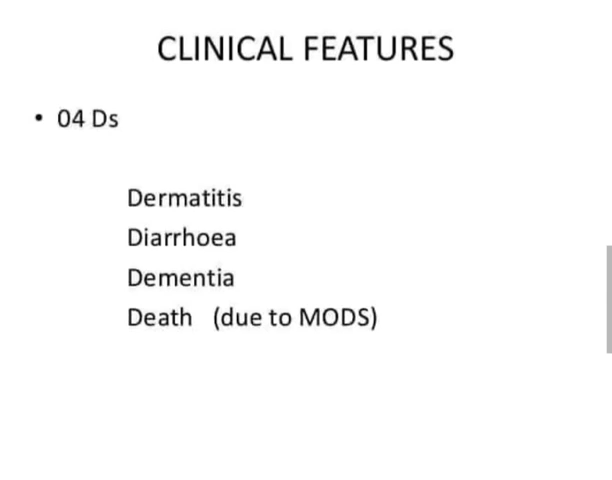 CLINICAL FEATURES
• 04 Ds
Dermatitis
Diarrhoea
Dementia
Death (due to MODS)